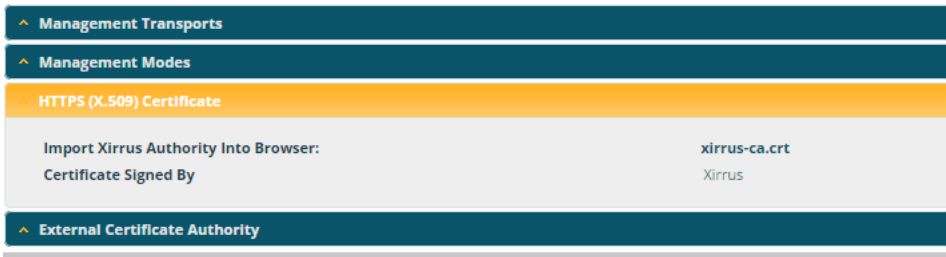 Management Transports
Management Modes
HTTPS (X.509) Certificate
Import Xirrus Authority Into Browser: xirrus-ca.crt
Certificate Signed By Xirrus
External Certificate Authority